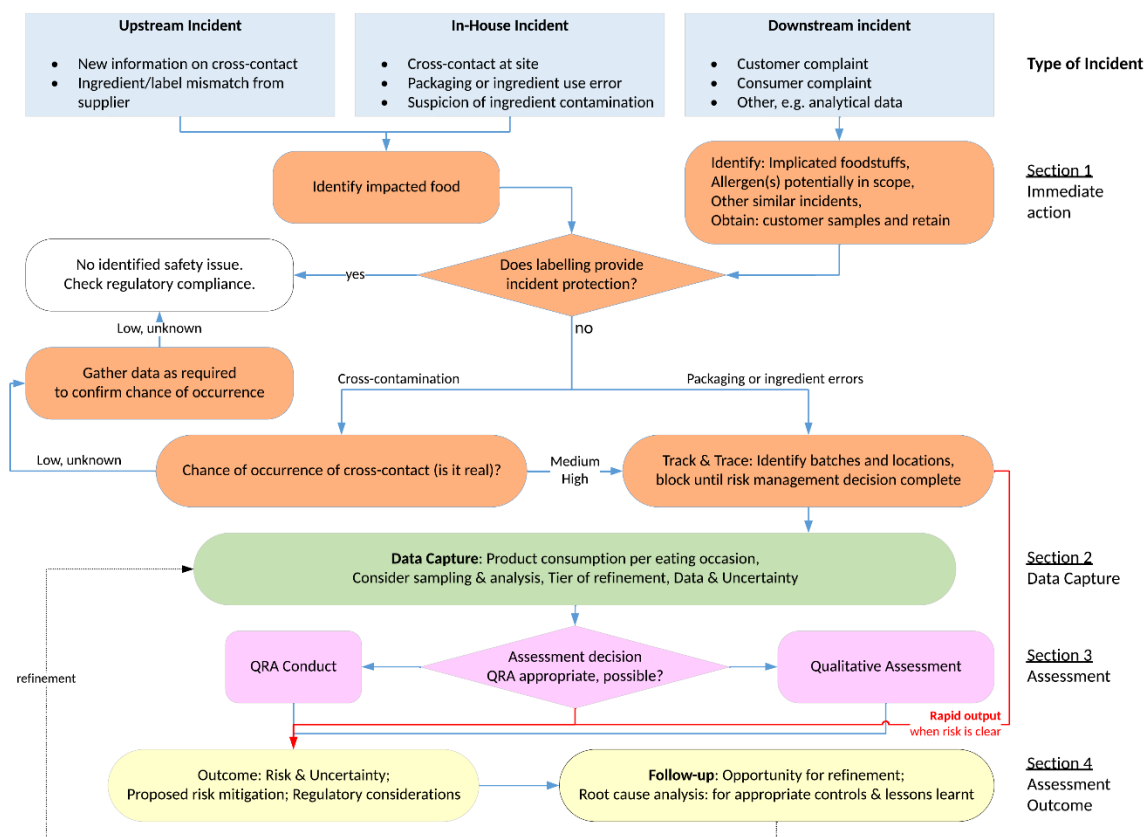 Upstream Incident
• New information on cross-contact
• Ingredient/label mismatch from
supplier
In-House Incident
• Cross-contact at site
• Packaging or ingredient use error
• Suspicion of ingredient contamination
Downstream incident
• Customer complaint
• Consumer complaint
• Other, e.g. analytical data
Type of Incident
Identify impacted food
Identify: Implicated foodstuffs,
Allergen(s) potentially in scope,
Other similar incidents,
Obtain: customer samples and retain
Section 1
Immediate
action
No identified safety issue.
Check regulatory compliance.
yes
Does labelling provide
incident protection?
no
Low, unknown
Gather data as required
to confirm chance of occurrence
Cross-contamination
Packaging or ingredient errors
Low, unknown
Chance of occurrence of cross-contact (is it real)?
Medium
High
Track & Trace: Identify batches and locations,
block until risk management decision complete
Data Capture: Product consumption per eating occasion,
Consider sampling & analysis, Tier of refinement, Data & Uncertainty
Section 2
Data Capture
refinement
QRA Conduct
Assessment decision
QRA appropriate, possible?
Qualitative Assessment
Section 3
Assessment
Rapid output
when risk is clear
Outcome: Risk & Uncertainty;
Proposed risk mitigation; Regulatory considerations
Follow-up: Opportunity for refinement;
Root cause analysis: for appropriate controls & lessons learnt
Section 4
Assessment
Outcome